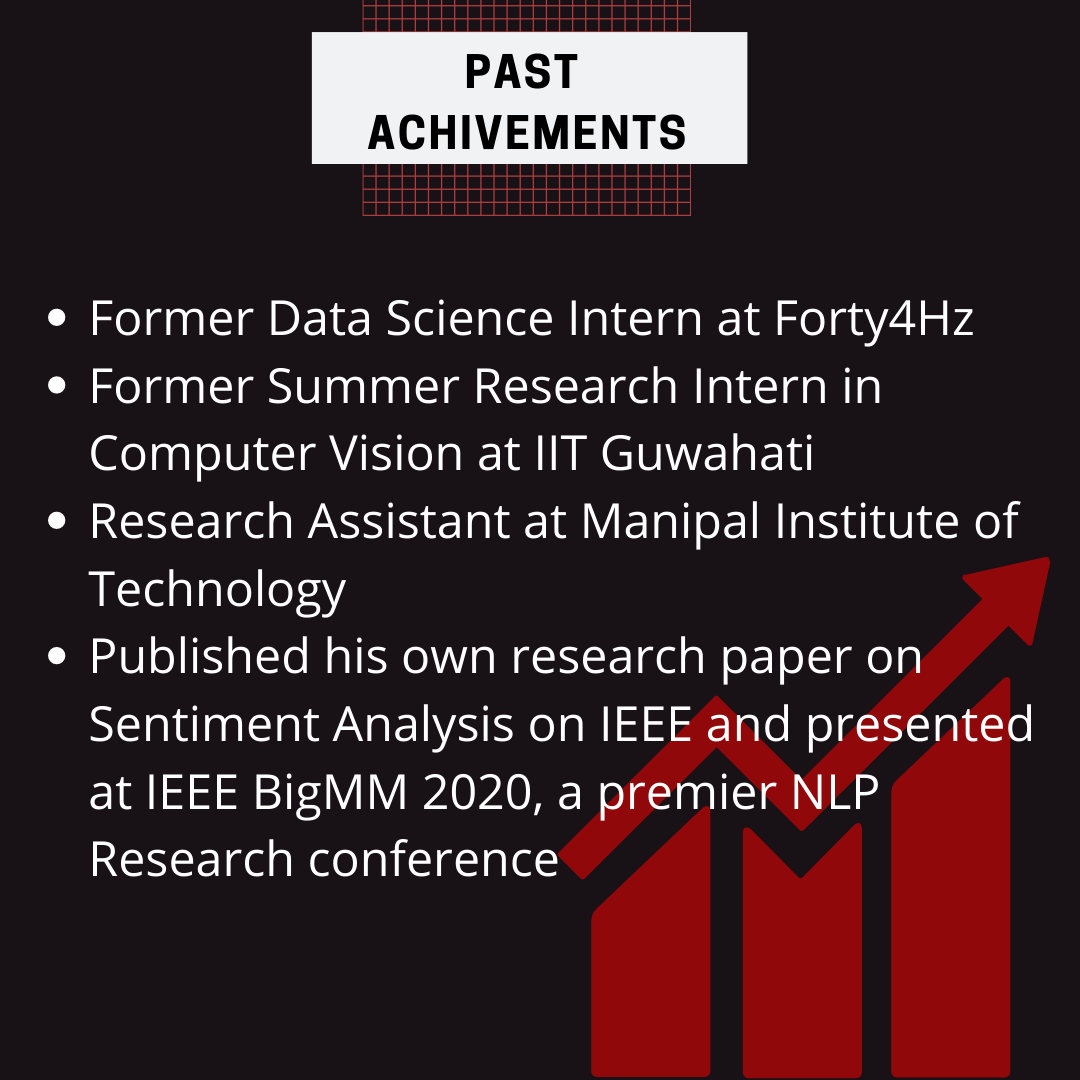 PAST
ACHIVEMENTS
• Former Data Science Intern at Forty4Hz
• Former Summer Research Intern in
Computer Vision at IIT Guwahati
• Research Assistant at Manipal Institute of
Technology
• Published his own research paper on
Sentiment Analysis on IEEE and presented
at IEEE BigMM 2020, a premier NLP
Research conference